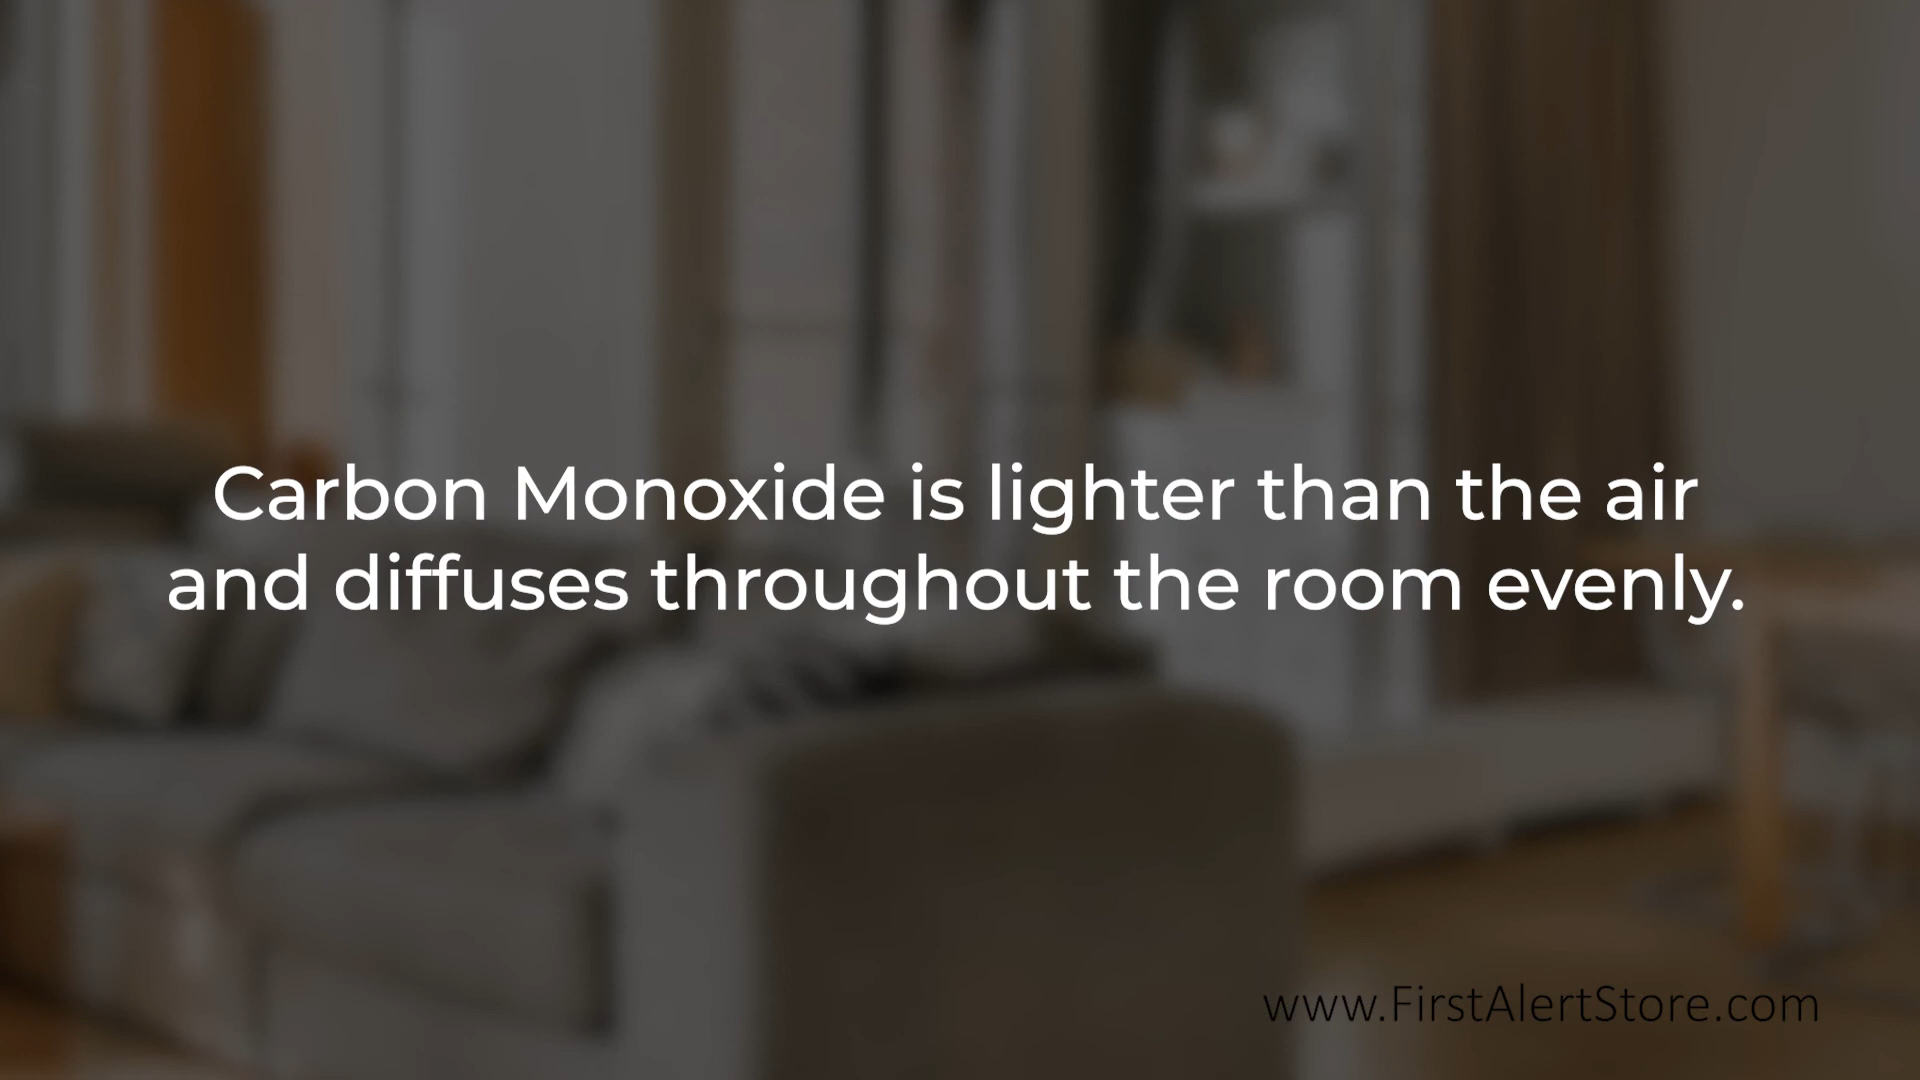 Carbon Monoxide is lighter than the air
and diffuses throughout the room evenly.
www.FirstAlertStore.com